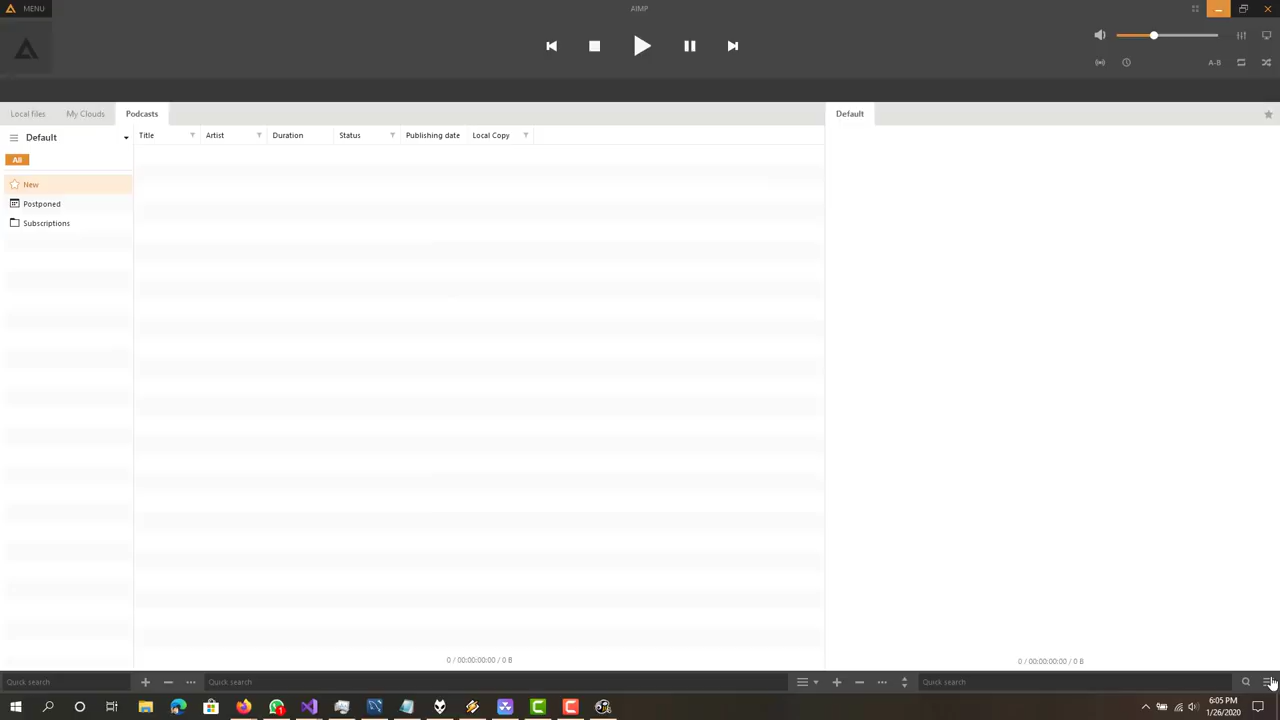 MENU
AIMP
A-B
Local files
My Clouds
Podcasts
Default
Default
Title
Artist
Duration
Status
Publishing date
Local Copy
All
New
Postponed
Subscriptions
0 / 00:00:00:00 / 0 B
0 / 00:00:00:00 / 0 B
Quick search
Quick search
Quick search
6:05 PM
1/26/2020